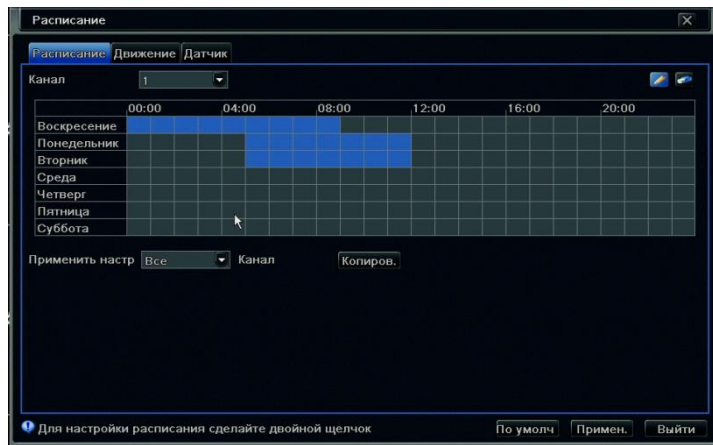 Расписание
Расписание Движение Датчик
Канал 1
00:00 04:00 08:00 12:00 16:00 20:00
Воскресение
Понедельник
Вторник
Среда
Четверг
Пятница
Суббота
Применить настр Все Канал Копиров.
Для настройки расписания сделайте двойной щелчок По умолч Примен. Выйти